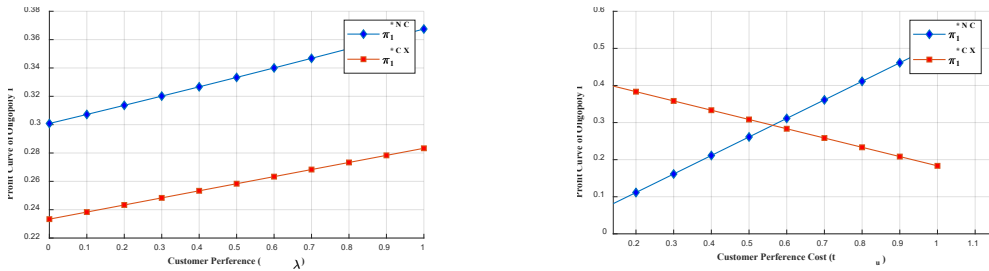 0.38
0.36
0.34
0.32
0.3
0.28
0.26
0.24
0.22
0 0.1 0.2 0.3 0.4 0.5 0.6 0.7 0.8 0.9 1
Customer Perference ( λ)
π1 *NC
π1 *CX
Curve of 1
0.6
0.5
0.4
0.3
0.2
0.1
0
0.2 0.3 0.4 0.5 0.6 0.7 0.8 0.9 1 1.1
Customer Perference Cost (t u)
π1 *NC
π1 *CX
Curve of 1